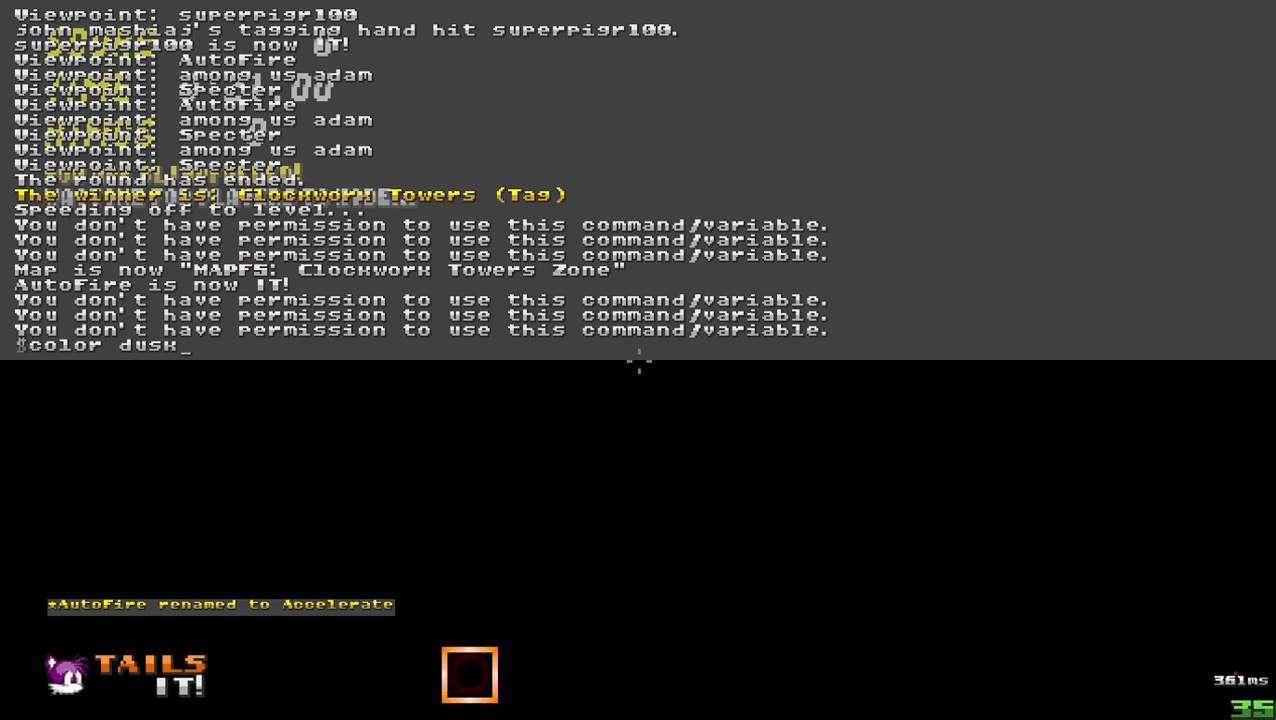 Viewpoint: superpigr100
john mashiaj's tagging hand hit superpigr100.
superpigr100 is now IT!
Viewpoint: AutoFire
Viewpoint: among us adam
Viewpoint: Specter
Viewpoint: AutoFire
Viewpoint: among us adam
Viewpoint: Specter
Viewpoint: among us adam
Viewpoint: Specter
The round has ended.
The winner is: Clockwork Towers (Tag)
Speeding off to level...
You don't have permission to use this command/variable.
You don't have permission to use this command/variable.
You don't have permission to use this command/variable.
Map is now "MAPF5: Clockwork Towers Zone"
AutoFire is now IT!
You don't have permission to use this command/variable.
You don't have permission to use this command/variable.
You don't have permission to use this command/variable.
$color dusk_
*AutoFire renamed to Accelerate
TAILS
IT!
361ms
35